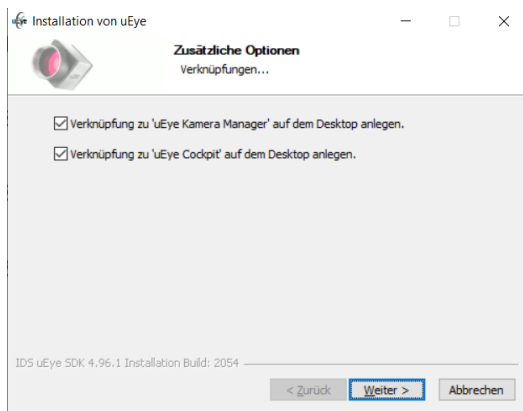 Installation von uEye
Zusätzliche Optionen
Verknüpfungen...
Verknüpfung zu 'uEye Kamera Manager' auf dem Desktop anlegen.
Verknüpfung zu 'uEye Cockpit' auf dem Desktop anlegen.
IDS uEye SDK 4.96.1 Installation Build: 2054
< Zurück
Weiter >
Abbrechen